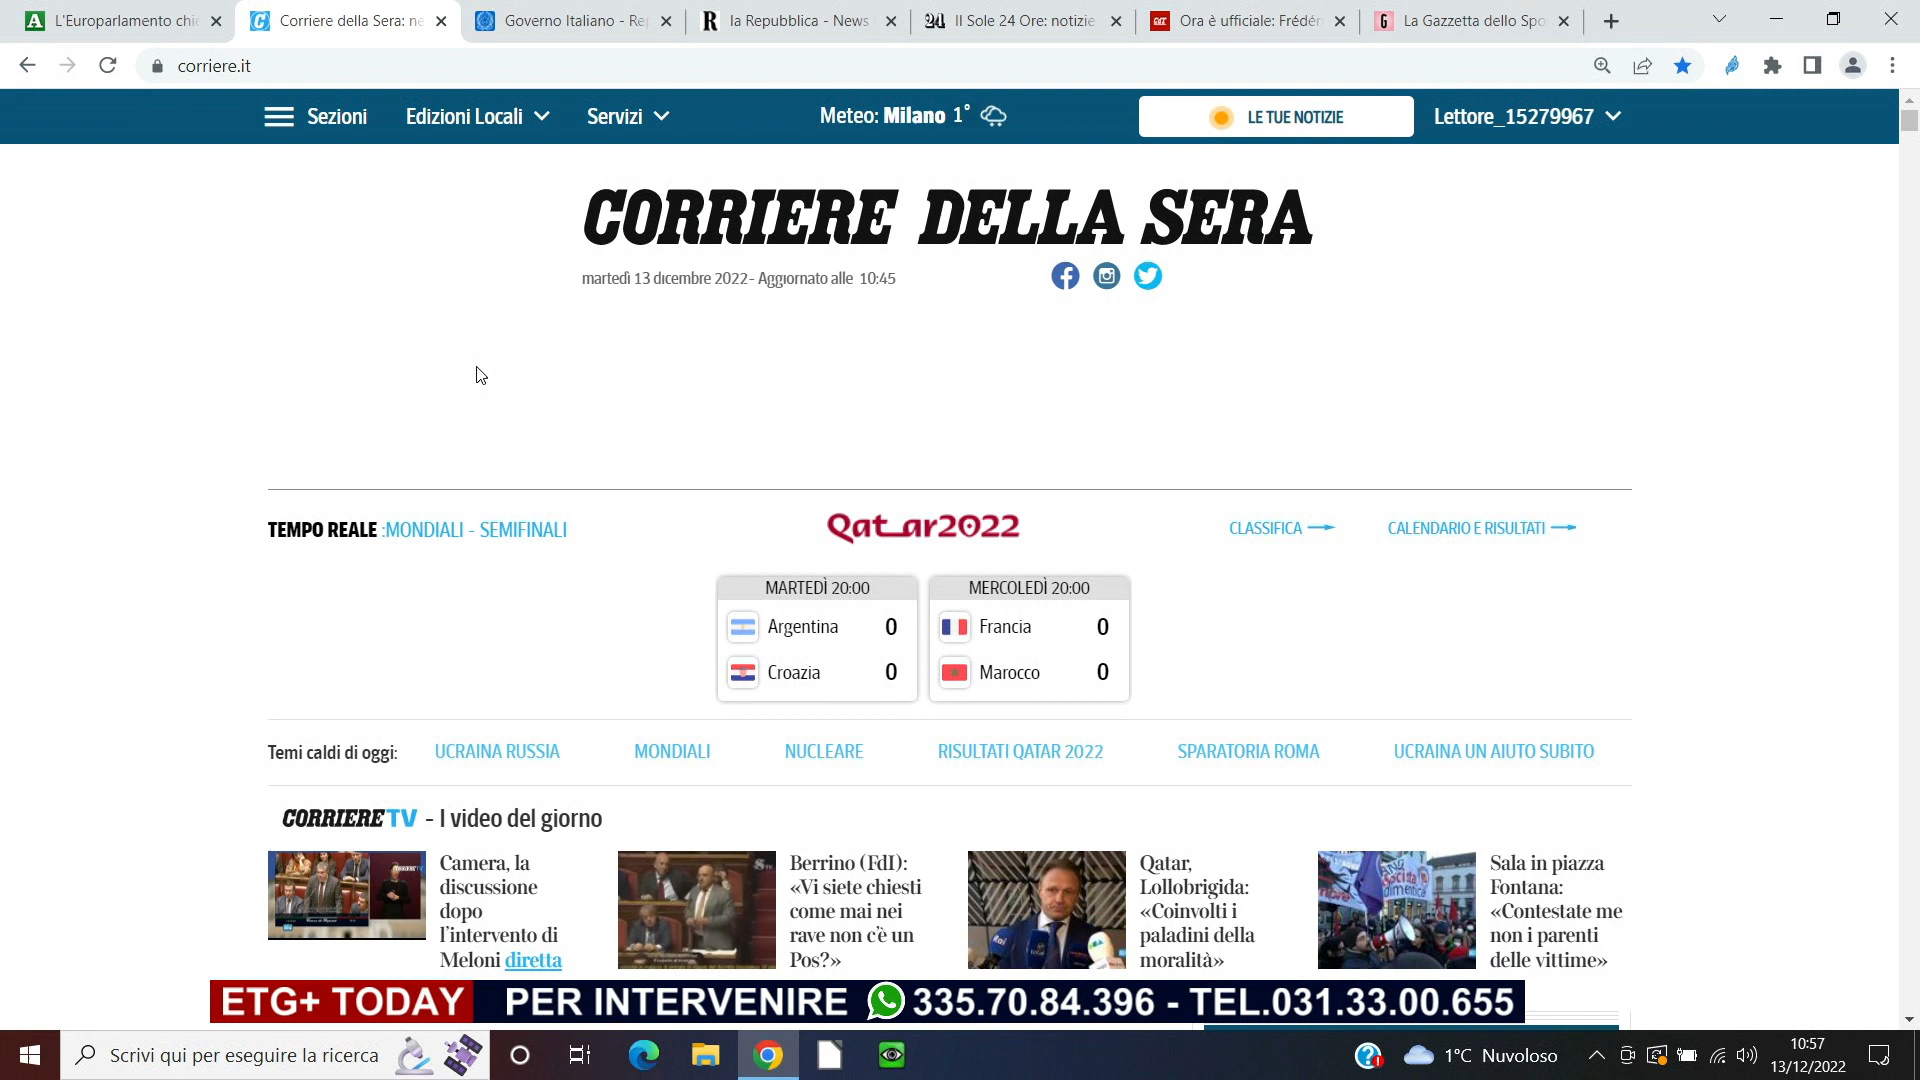 L'Europarlamento chi
Corriere della Sera: ne
Governo Italiano - Re
la Repubblica - News
Il Sole 24 Ore: notizie
Ora è ufficiale: Frédér
La Gazzetta dello Spo
corriere.it
Sezioni
Edizioni Locali
Servizi
Meteo: Milano 1°
LE TUE NOTIZIE
Lettore_15279967
CORRIERE DELLA SERA
martedì 13 dicembre 2022- Aggiornato alle 10:45
TEMPO REALE :MONDIALI - SEMIFINALI
Qatar2022
CLASSIFICA
CALENDARIO E RISULTATI
MARTEDÌ 20:00
Argentina 0
Croazia 0
MERCOLEDÌ 20:00
Francia 0
Marocco 0
Temi caldi di oggi:
UCRAINA RUSSIA
MONDIALI
NUCLEARE
RISULTATI QATAR 2022
SPARATORIA ROMA
UCRAINA UN AIUTO SUBITO
CORRIERE TV - I video del giorno
Camera, la
discussione
dopo
l'intervento di
Meloni diretta
Berrino (FdI):
«Vi siete chiesti
come mai nei
rave non c'è un
Pos?»
Qatar,
Lollobrigida:
«Coinvolti i
paladini della
moralità»
Sala in piazza
Fontana:
«Contestate me
non i parenti
delle vittime»
ETG+ TODAY
PER INTERVENIRE 335.70.84.396 - TEL.031.33.00.655
Scrivi qui per eseguire la ricerca
1°C Nuvoloso
10:57
13/12/2022